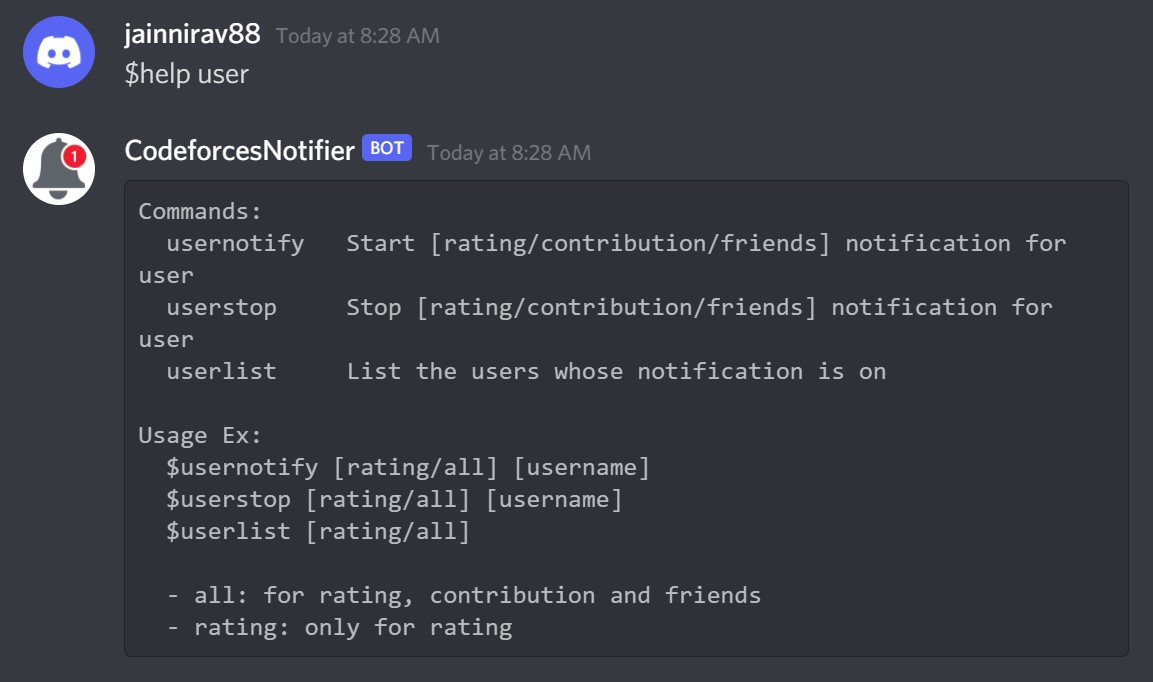 jainnirav88 Today at 8:28 AM
$help user
1
CodeforcesNotifier BOT Today at 8:28 AM
Commands:
  usernotify   Start [rating/contribution/friends] notification for
user
  userstop     Stop [rating/contribution/friends] notification for
user
  userlist     List the users whose notification is on
Usage Ex:
  $usernotify [rating/all] [username]
  $userstop [rating/all] [username]
  $userlist [rating/all]
  - all: for rating, contribution and friends
  - rating: only for rating